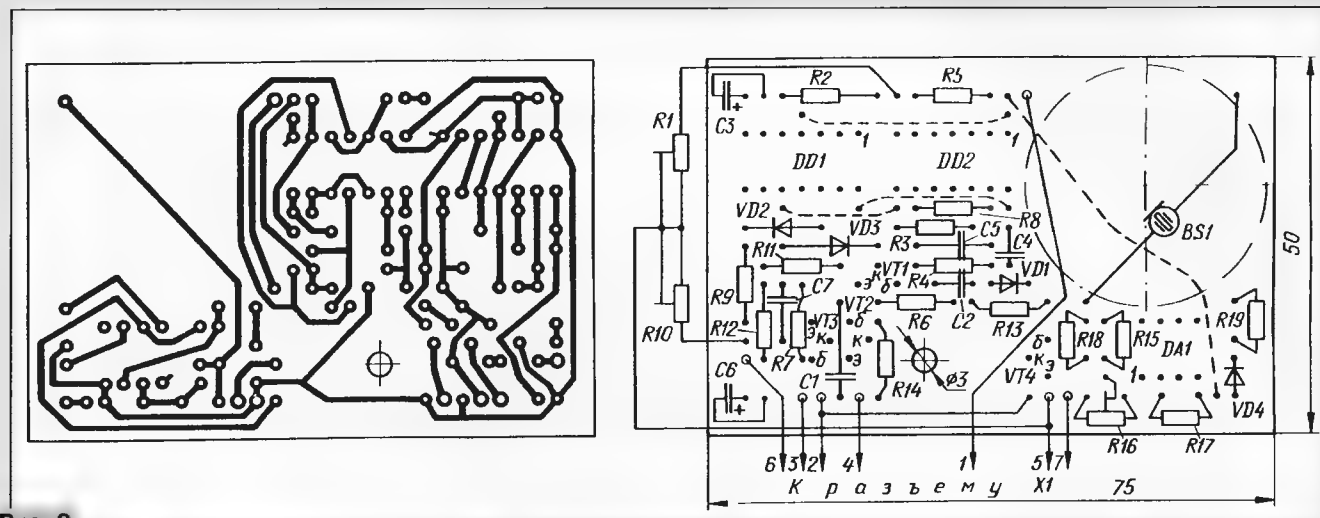 R2
R5
C3
+
R1
1
1
DD1
DD2
50
VD2
R8
VD3
C5
BS1
R3
C4
R11
VT1
к
б
э
R4
VD1
R9
C7
VT2
R19
C2
R10
R12
R6
R13
VT3
э
к
б
б
к
э
R18
R15
DA1
б
к
э
R7
ø3
VT4
C6
C1
R14
1
VD4
+
R16
R17
6 3 2 4 1 5 7
К разъему X1
75